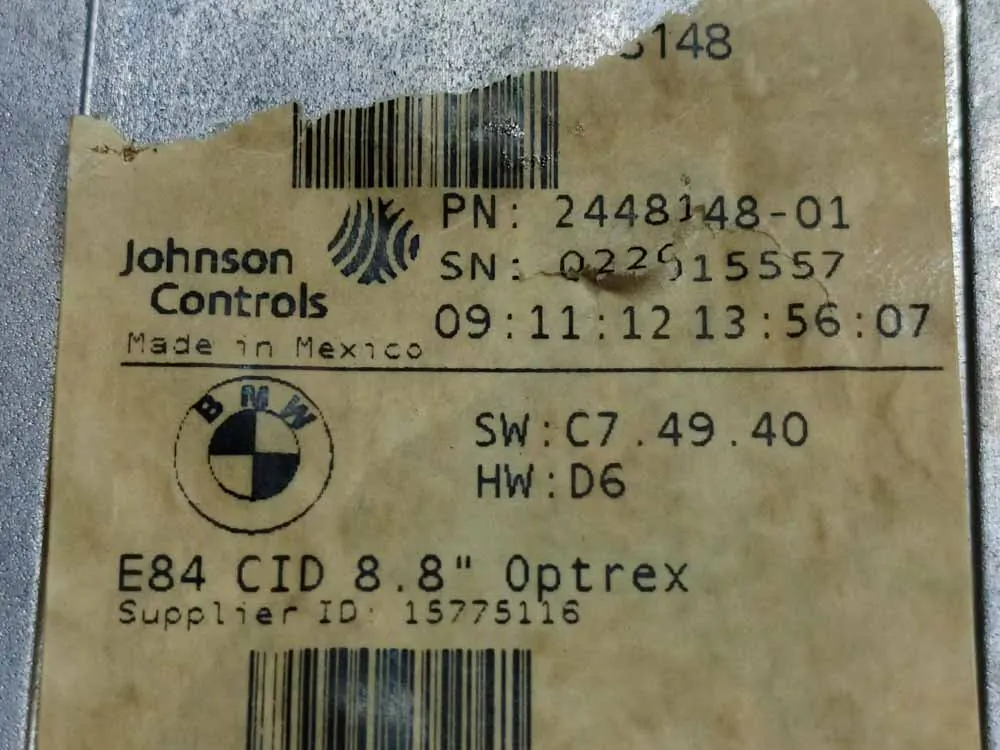 148
PN: 2448148-01
Johnson
Controls
SN:
09:11:12 13:56:07
Made in Mexico
BMW
SW:C7.49.40
HW:D6
E84 CID 8.8" Optrex
Supplier ID: 15775116